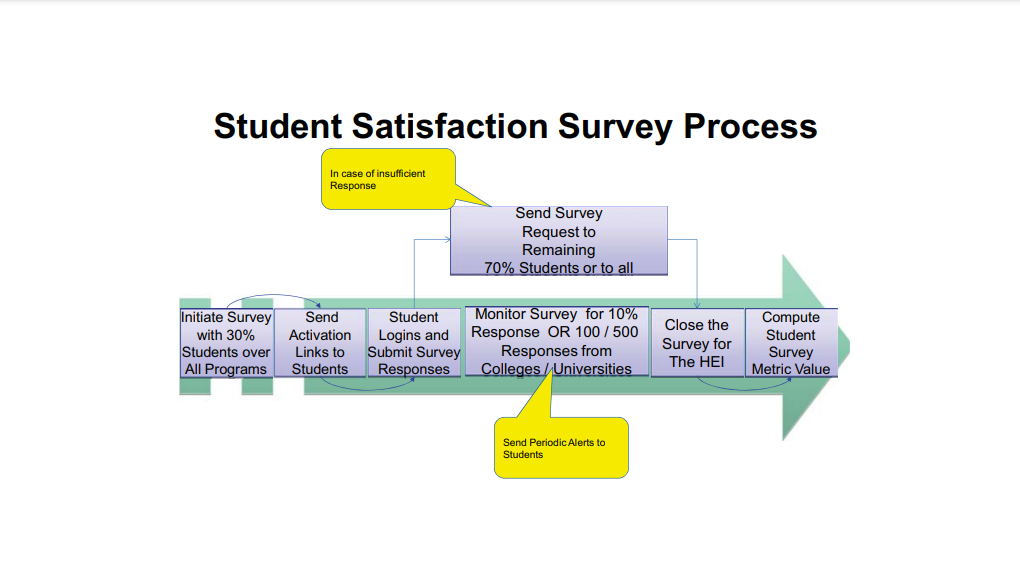 Student Satisfaction Survey Process
In case of insufficient
Response
Send Survey
Request to
Remaining
70% Students or to all
Initiate Survey
with 30%
Students over
All Programs
Send
Activation
Links to
Students
Student
Logins and
Submit Survey
Responses
Monitor Survey for 10%
Response OR 100 / 500
Responses from
Colleges / Universities
Close the
Survey for
The HEI
Compute
Student
Survey
Metric Value
Send Periodic Alerts to
Students